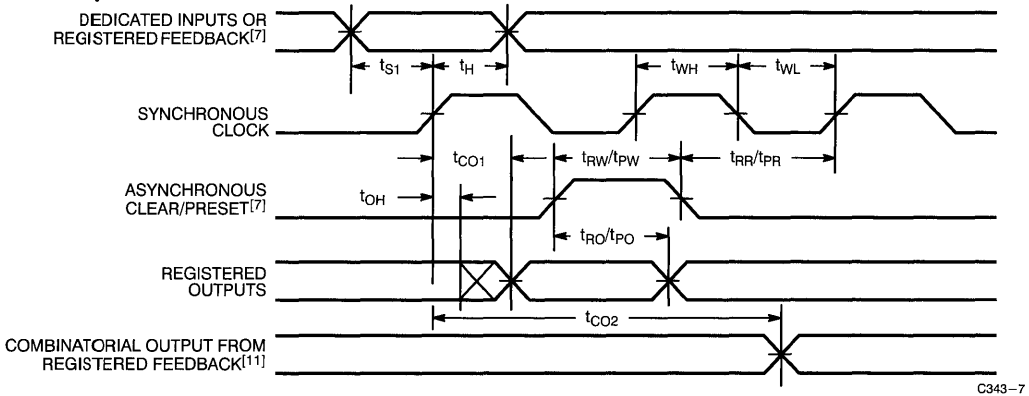 DEDICATED INPUTS OR
REGISTERED FEEDBACK[7]
tS1
tH
tWH
tWL
SYNCHRONOUS
CLOCK
tCO1
tRW/tPW
tRR/tPR
ASYNCHRONOUS
CLEAR/PRESET[7]
tOH
tRO/tPO
REGISTERED
OUTPUTS
tCO2
COMBINATORIAL OUTPUT FROM
REGISTERED FEEDBACK[11]
C343–7